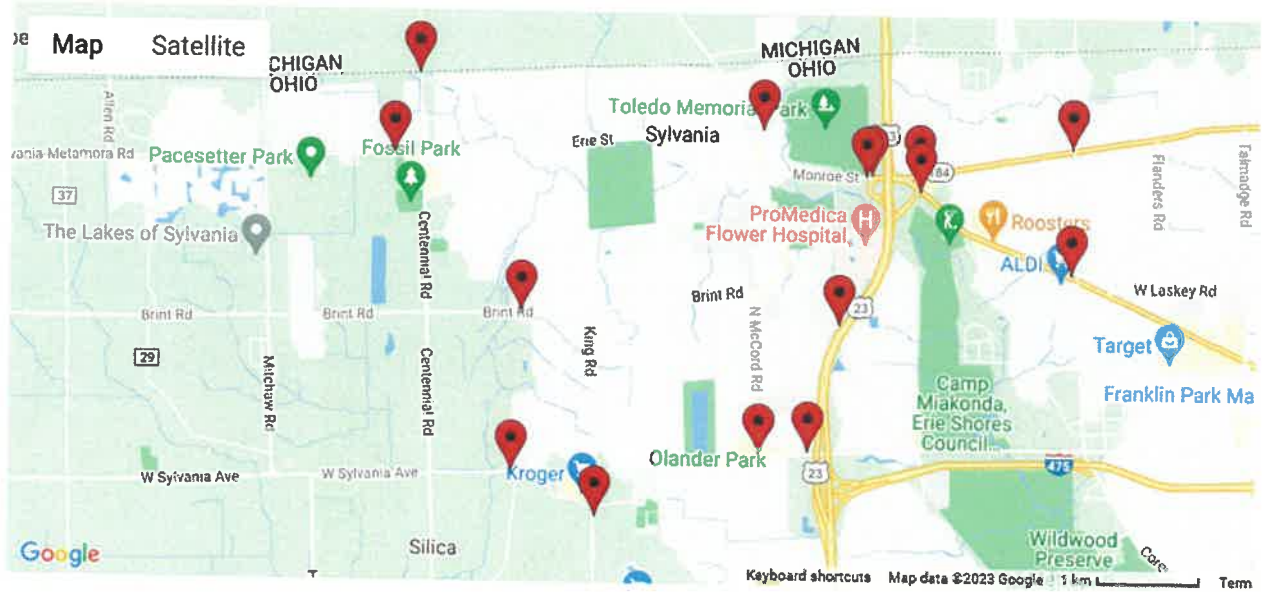 Map Satellite
CHIGAN
OHIO
MICHIGAN
OHIO
Allen Rd
Toledo Memorial Park
Erie St
Sylvania
vania-Metamora Rd
Pacesetter Park
Fossil Park
Monroe St
184
Flanders Rd
Talmadge Rd
37
The Lakes of Sylvania
Centennial Rd
ProMedica
Flower Hospital
Roosters
ALDI
Brint Rd
Brint Rd
Brint Rd
Brint Rd
W Laskey Rd
23
29
Mitchaw Rd
Centennial Rd
King Rd
N McCord Rd
Target
Franklin Park Ma
Camp
Miakonda,
Erie Shores
Council...
W Sylvania Ave
W Sylvania Ave
Kroger
Olander Park
23
475
Silica
Wildwood
Preserve
Google
Keyboard shortcuts Map data ©2023 Google 1 km Term